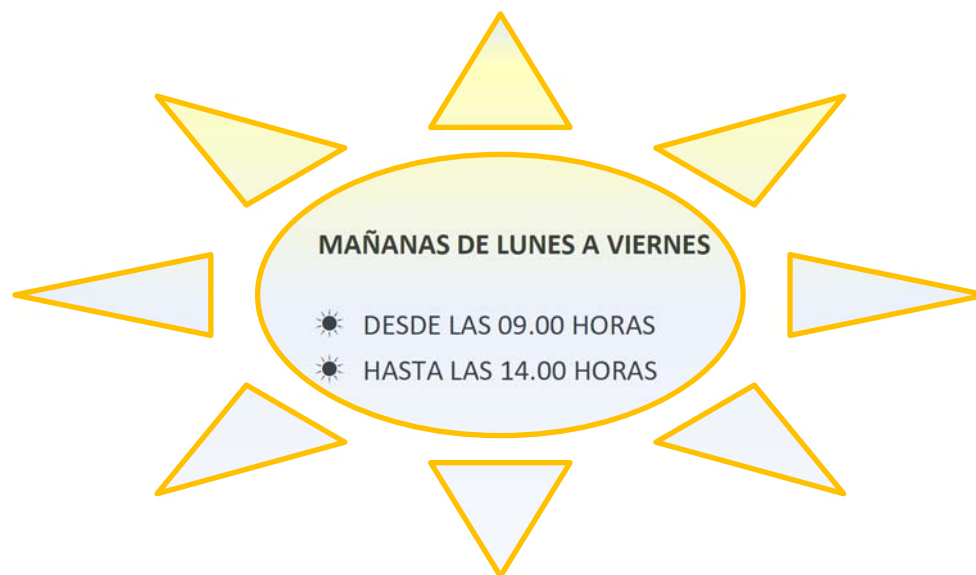 MAÑANAS DE LUNES A VIERNES
DESDE LAS 09.00 HORAS
HASTA LAS 14.00 HORAS